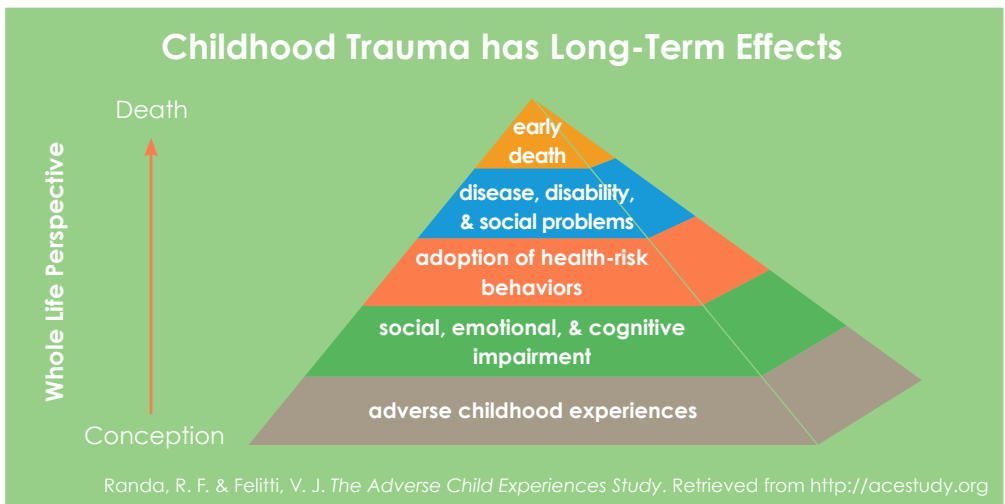 Childhood Trauma has Long-Term Effects
Death
Whole Life Perspective
Conception
early
death
disease, disability,
& social problems
adoption of health-risk
behaviors
social, emotional, & cognitive
impairment
adverse childhood experiences
Randa, R. F. & Felitti, V. J. The Adverse Child Experiences Study. Retrieved from http://acestudy.org